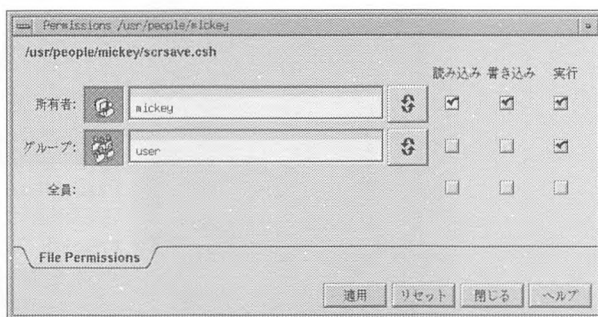 Permissions /usr/people/mickey
/usr/people/mickey/scrsave.csh
読み込み 書き込み 実行
所有者: mickey
グループ: user
全員:
File Permissions
適用 リセット 閉じる ヘルプ